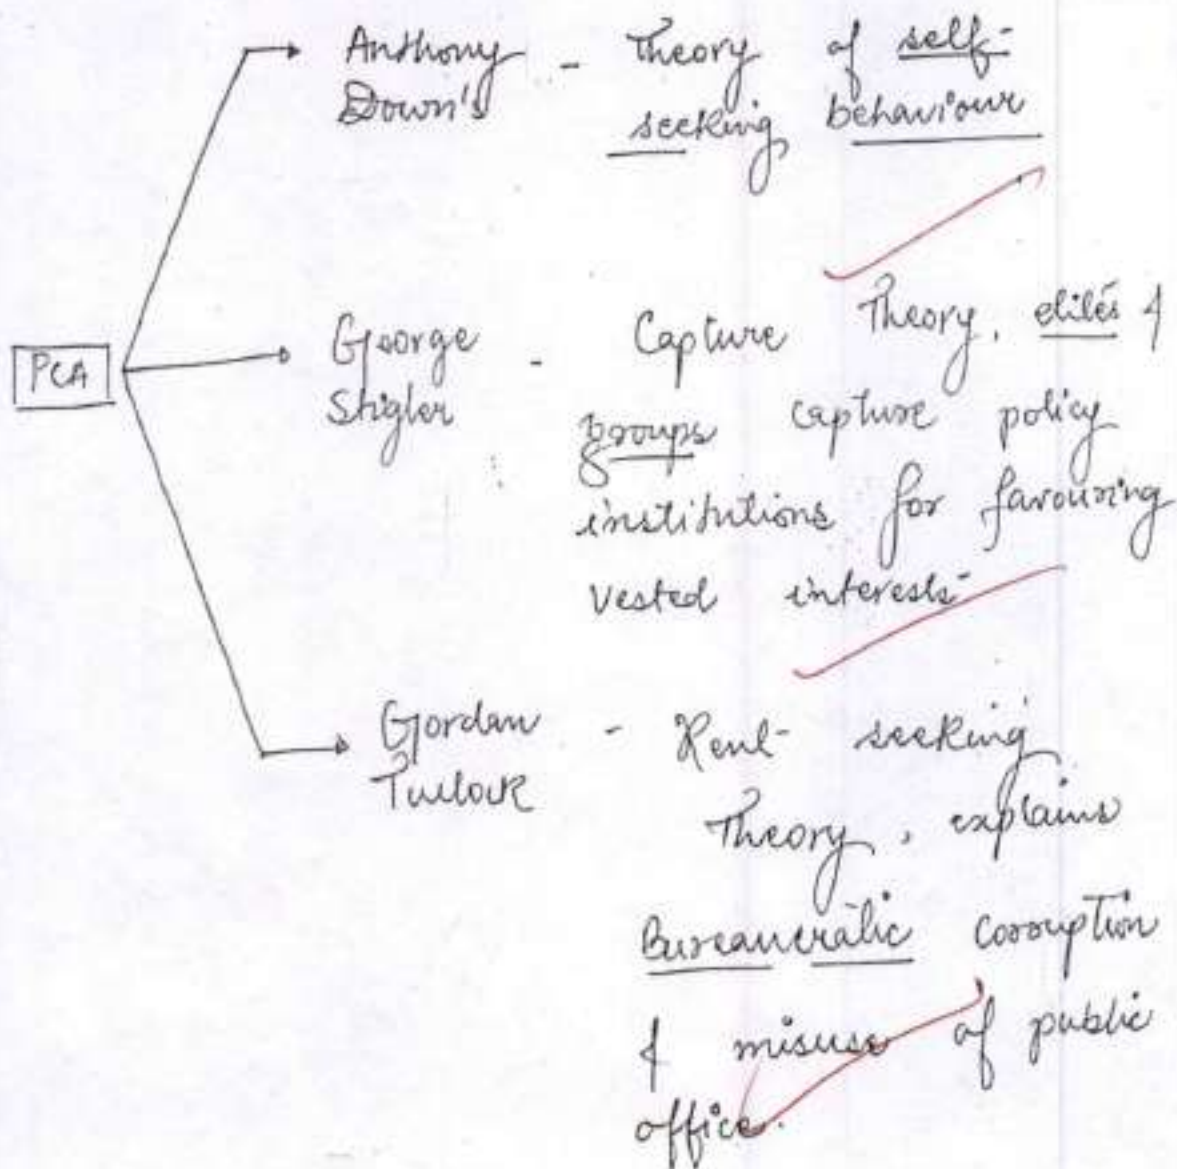 Anthony Down's - Theory of self-
seeking behaviour
PCA
George Stigler - Capture Theory, elites &
groups capture policy
institutions for favouring
vested interests
Gordan Tullock - Rent-seeking
Theory, explains
Bureaucratic corruption
& misuse of public
office.